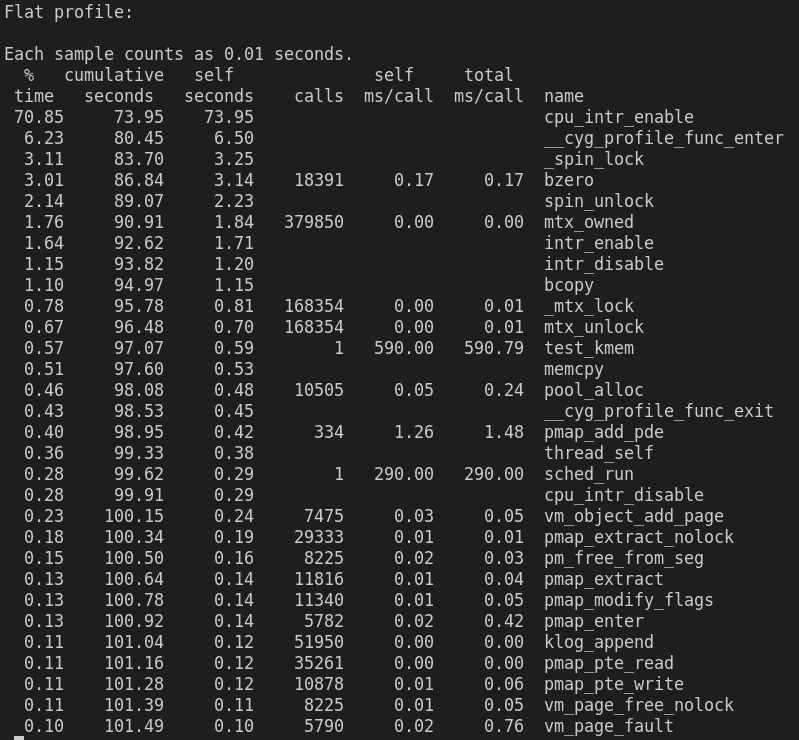 Flat profile:

Each sample counts as 0.01 seconds.
  %   cumulative   self              self     total
 time   seconds   seconds    calls  ms/call  ms/call  name
 70.85     73.95    73.95                             cpu_intr_enable
  6.23     80.45     6.50                             __cyg_profile_func_enter
  3.11     83.70     3.25                             _spin_lock
  3.01     86.84     3.14    18391     0.17     0.17  bzero
  2.14     89.07     2.23                             spin_unlock
  1.76     90.91     1.84   379850     0.00     0.00  mtx_owned
  1.64     92.62     1.71                             intr_enable
  1.15     93.82     1.20                             intr_disable
  1.10     94.97     1.15                             bcopy
  0.78     95.78     0.81   168354     0.00     0.01  _mtx_lock
  0.67     96.48     0.70   168354     0.00     0.01  mtx_unlock
  0.57     97.07     0.59        1   590.00   590.79  test_kmem
  0.51     97.60     0.53                             memcpy
  0.46     98.08     0.48    10505     0.05     0.24  pool_alloc
  0.43     98.53     0.45                             __cyg_profile_func_exit
  0.40     98.95     0.42      334     1.26     1.48  pmap_add_pde
  0.36     99.33     0.38                             thread_self
  0.28     99.62     0.29        1   290.00   290.00  sched_run
  0.28     99.91     0.29                             cpu_intr_disable
  0.23    100.15     0.24     7475     0.03     0.05  vm_object_add_page
  0.18    100.34     0.19    29333     0.01     0.01  pmap_extract_nolock
  0.15    100.50     0.16     8225     0.02     0.03  pm_free_from_seg
  0.13    100.64     0.14    11816     0.01     0.04  pmap_extract
  0.13    100.78     0.14    11340     0.01     0.05  pmap_modify_flags
  0.13    100.92     0.14     5782     0.02     0.42  pmap_enter
  0.11    101.04     0.12    51950     0.00     0.00  klog_append
  0.11    101.16     0.12    35261     0.00     0.00  pmap_pte_read
  0.11    101.28     0.12    10878     0.01     0.06  pmap_pte_write
  0.11    101.39     0.11     8225     0.01     0.05  vm_page_free_nolock
  0.10    101.49     0.10     5790     0.02     0.76  vm_page_fault